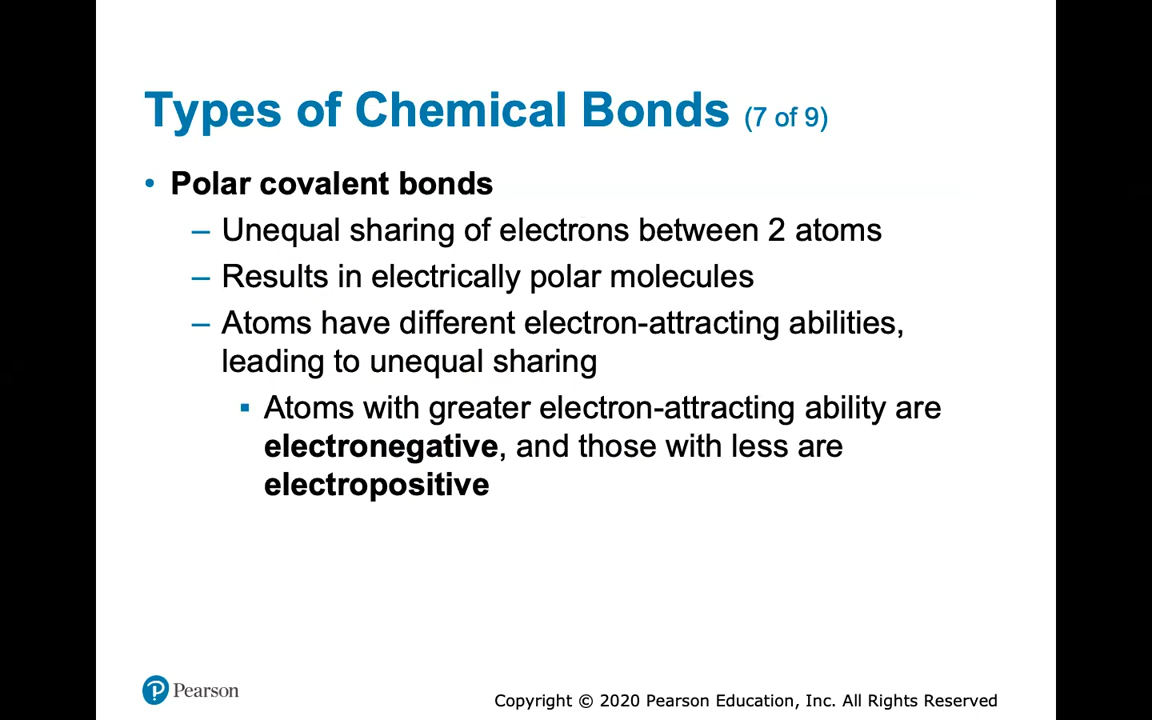 Types of Chemical Bonds (7 of 9)
• Polar covalent bonds
– Unequal sharing of electrons between 2 atoms
– Results in electrically polar molecules
– Atoms have different electron-attracting abilities,
leading to unequal sharing
▪ Atoms with greater electron-attracting ability are
electronegative, and those with less are
electropositive
Pearson
Copyright © 2020 Pearson Education, Inc. All Rights Reserved